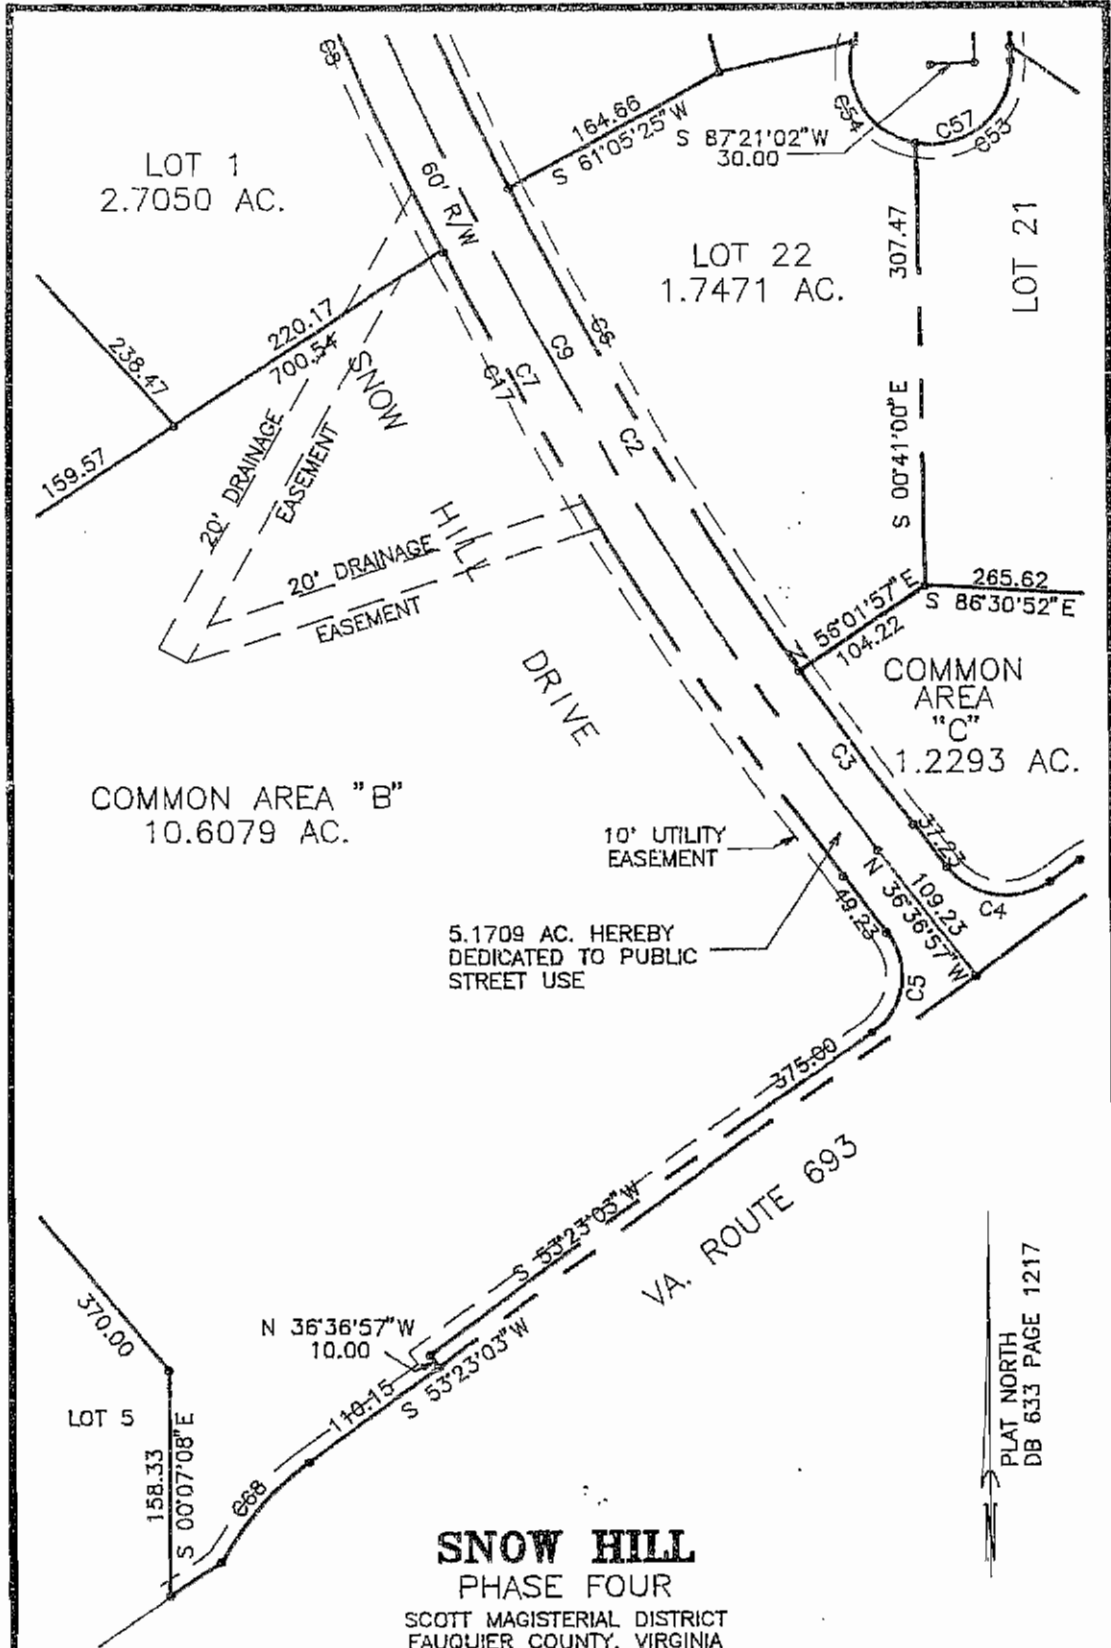 C8
LOT 1
2.7050 AC.
60' R/W
164.66
S 61°05'25"W
S 87°21'02"W
30.00
C54
C57
C53
LOT 22
1.7471 AC.
307.47
S 00°41'00"E
LOT 21
238.47
220.17
700.54
159.57
20' DRAINAGE
EASEMENT
20' DRAINAGE
EASEMENT
SNOW
HILL
DRIVE
C17
C7
C9
C6
C2
N 56°01'57"E
104.22
265.62
S 86°30'52"E
COMMON
AREA
"C"
1.2293 AC.
C3
COMMON AREA "B"
10.6079 AC.
10' UTILITY
EASEMENT
37.23
109.23
N 36°36'57"W
C4
49.23
5.1709 AC. HEREBY
DEDICATED TO PUBLIC
STREET USE
C5
375.00
S 53°23'03"W
VA. ROUTE 693
N 36°36'57"W
10.00
110.15
S 53°23'03"W
370.00
LOT 5
158.33
S 00°07'08"E
C68
PLAT NORTH
DB 633 PAGE 1217
N
SNOW HILL
PHASE FOUR
SCOTT MAGISTERIAL DISTRICT
FAUQUIER COUNTY, VIRGINIA